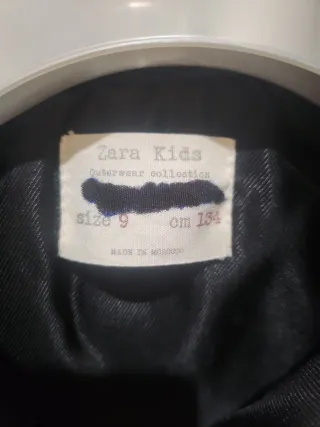 Zara Kids
Outerwear collection
size 9 cm 134
MADE IN MOROCCO